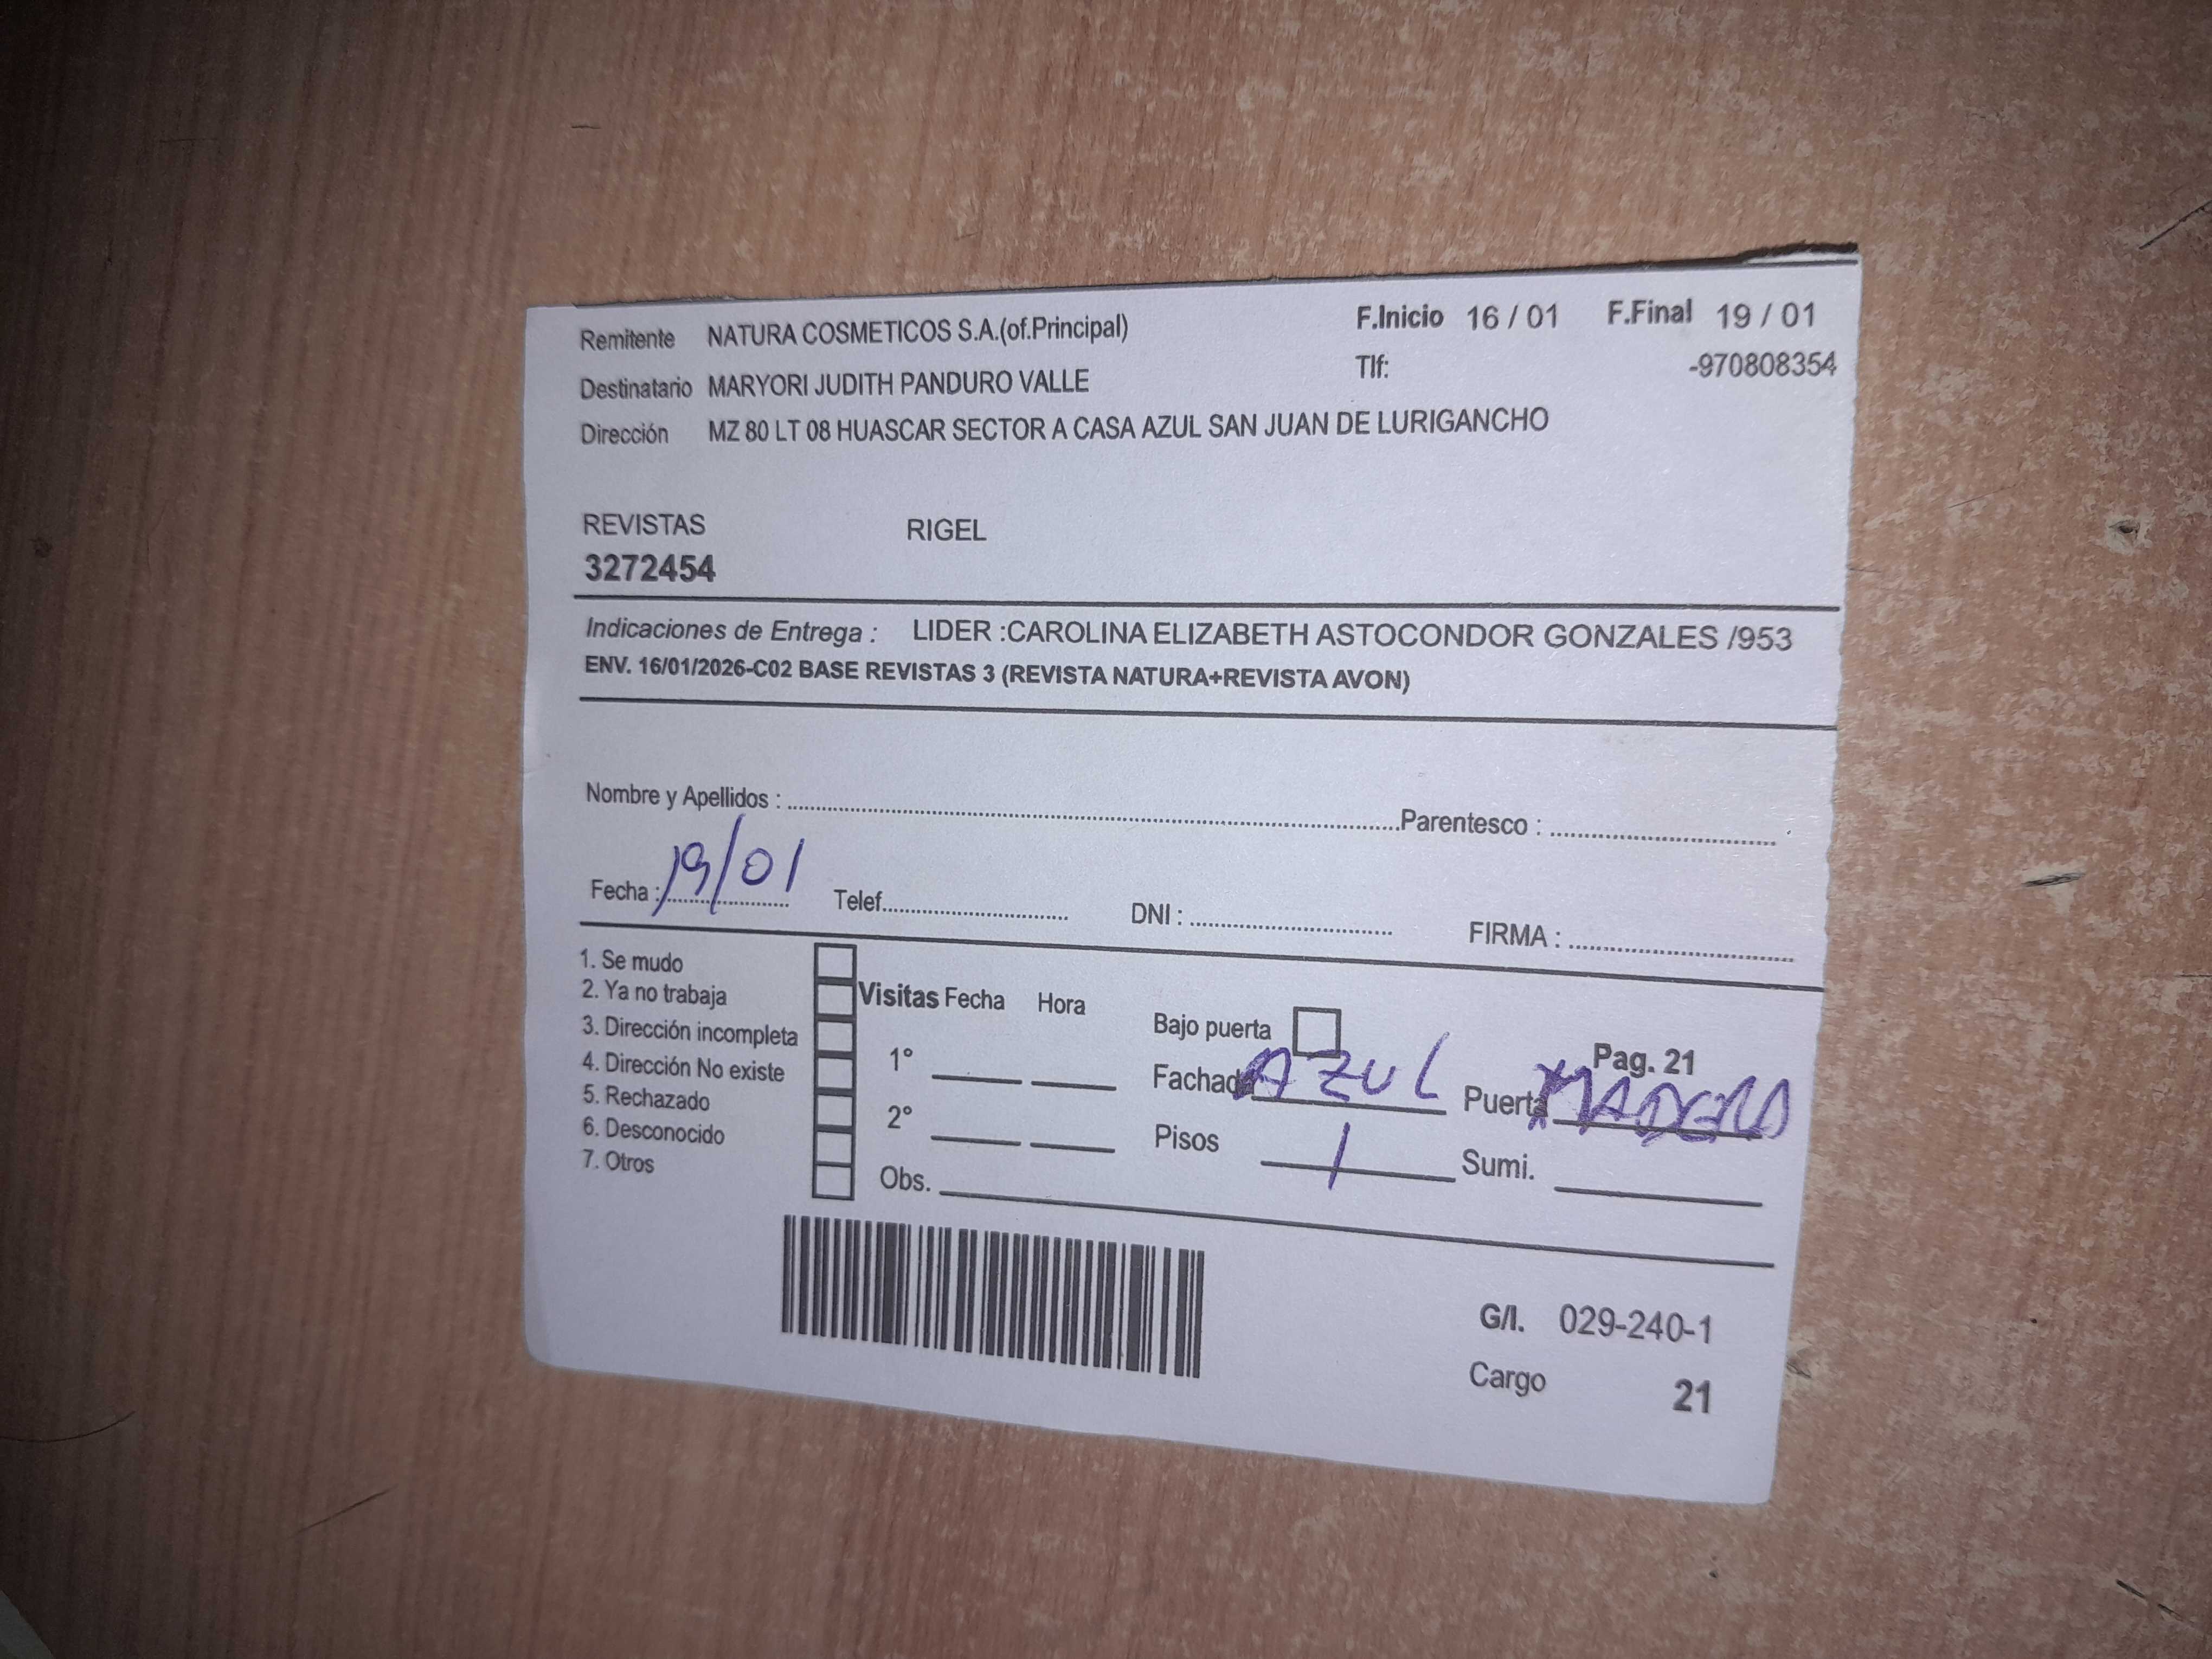 Remitente NATURA COSMETICOS S.A.(of.Principal) F.Inicio 16 / 01 F.Final 19 / 01
Destinatario MARYORI JUDITH PANDURO VALLE Tlf: -970808354
Dirección MZ 80 LT 08 HUASCAR SECTOR A CASA AZUL SAN JUAN DE LURIGANCHO
REVISTAS RIGEL
3272454
Indicaciones de Entrega : LIDER :CAROLINA ELIZABETH ASTOCONDOR GONZALES /953
ENV. 16/01/2026-C02 BASE REVISTAS 3 (REVISTA NATURA+REVISTA AVON)
Nombre y Apellidos : Parentesco :
Fecha : 19/01 Telef. DNI : FIRMA :
1. Se mudo
2. Ya no trabaja
3. Dirección incompleta
4. Dirección No existe
5. Rechazado
6. Desconocido
7. Otros
Visitas Fecha Hora
1°
2°
Obs.
Bajo puerta Pag. 21
Fachada AZUL Puerta MADERA
Pisos 1 Sumi.
G/I. 029-240-1
Cargo 21